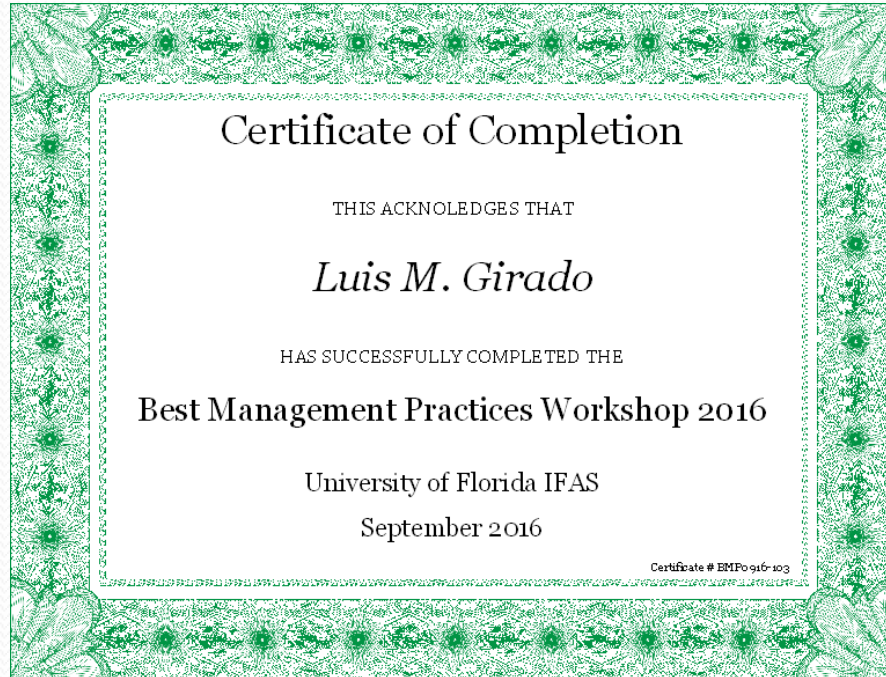 Certificate of Completion
THIS ACKNOLEDGES THAT
Luis M. Girado
HAS SUCCESSFULLY COMPLETED THE
Best Management Practices Workshop 2016
University of Florida IFAS
September 2016
Certificate # BMP0916-103